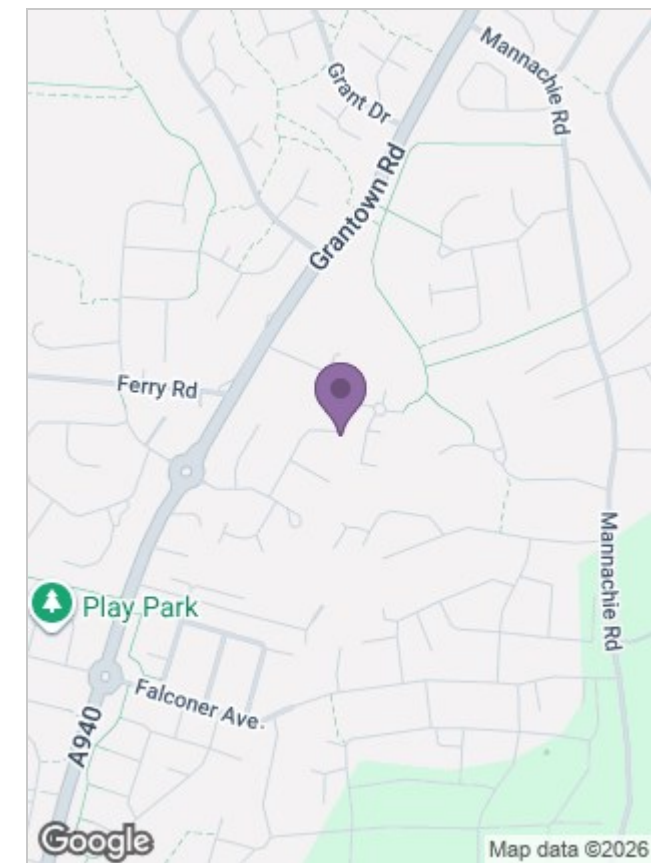 Mannachie Rd
Grant Dr
Grantown Rd
Ferry Rd
Play Park
Mannachie Rd
Falconer Ave.
A940
Google
Map data ©2026